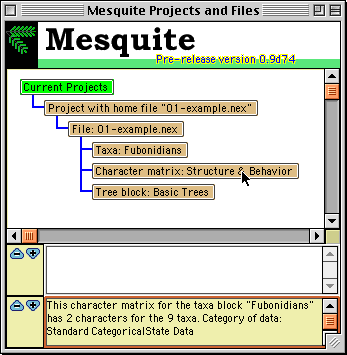 Mesquite Projects and Files
Mesquite
Pre-release version 0.9d74
Current Projects
Project with home file "01-example.nex"
File: 01-example.nex
Taxa: Fubonidians
Character matrix: Structure & Behavior
Tree block: Basic Trees
This character matrix for the taxa block "Fubonidians"
has 2 characters for the 9 taxa. Category of data:
Standard CategoricalState Data